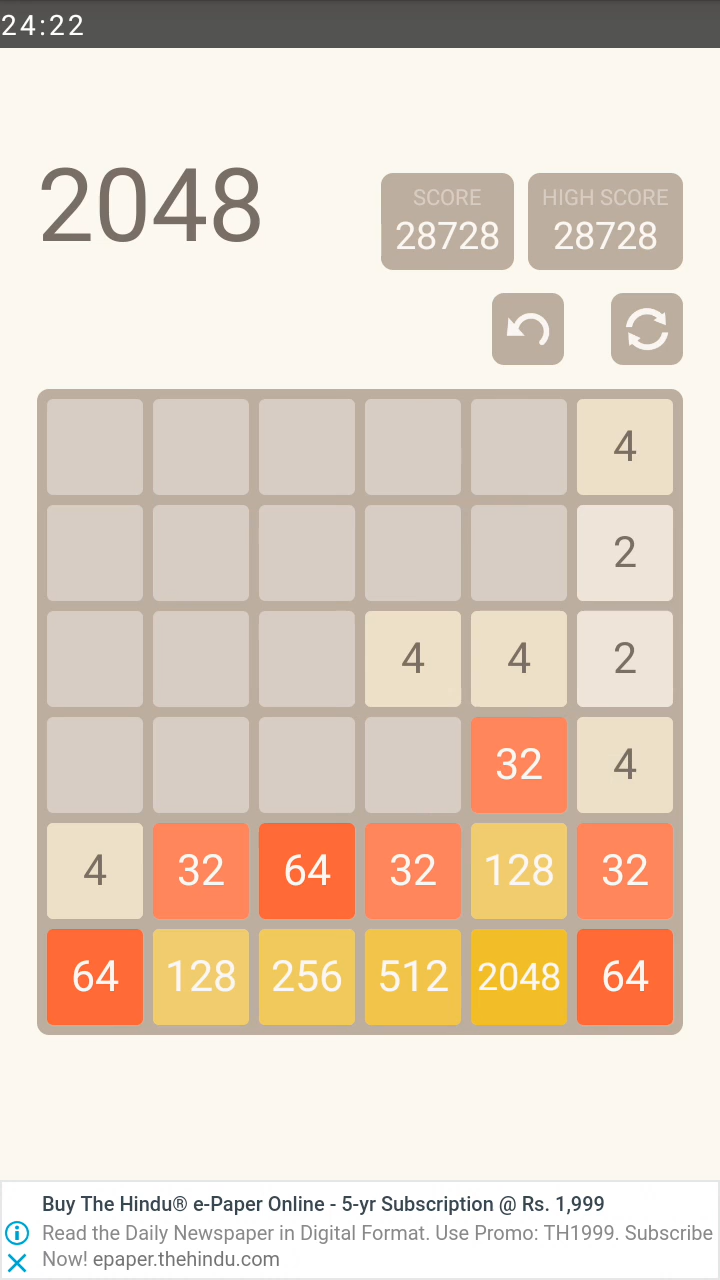 24:22
2048
SCORE
28728
HIGH SCORE
28728
4
2
4 4 2
32 4
4 32 64 32 128 32
64 128 256 512 2048 64
Buy The Hindu® e-Paper Online - 5-yr Subscription @ Rs. 1,999
Read the Daily Newspaper in Digital Format. Use Promo: TH1999. Subscribe
Now! epaper.thehindu.com